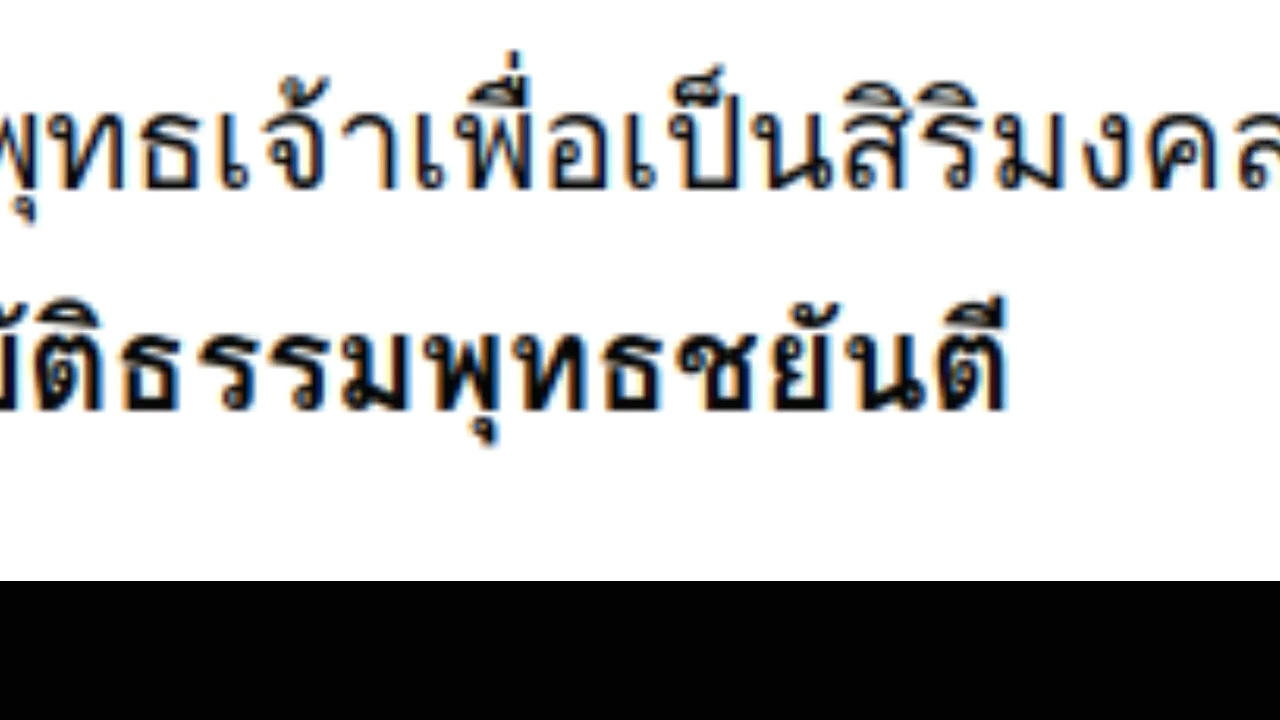 พุทธเจ้าเพื่อเป็นสิริมงคล
บัติธรรมพุทธชยันตี